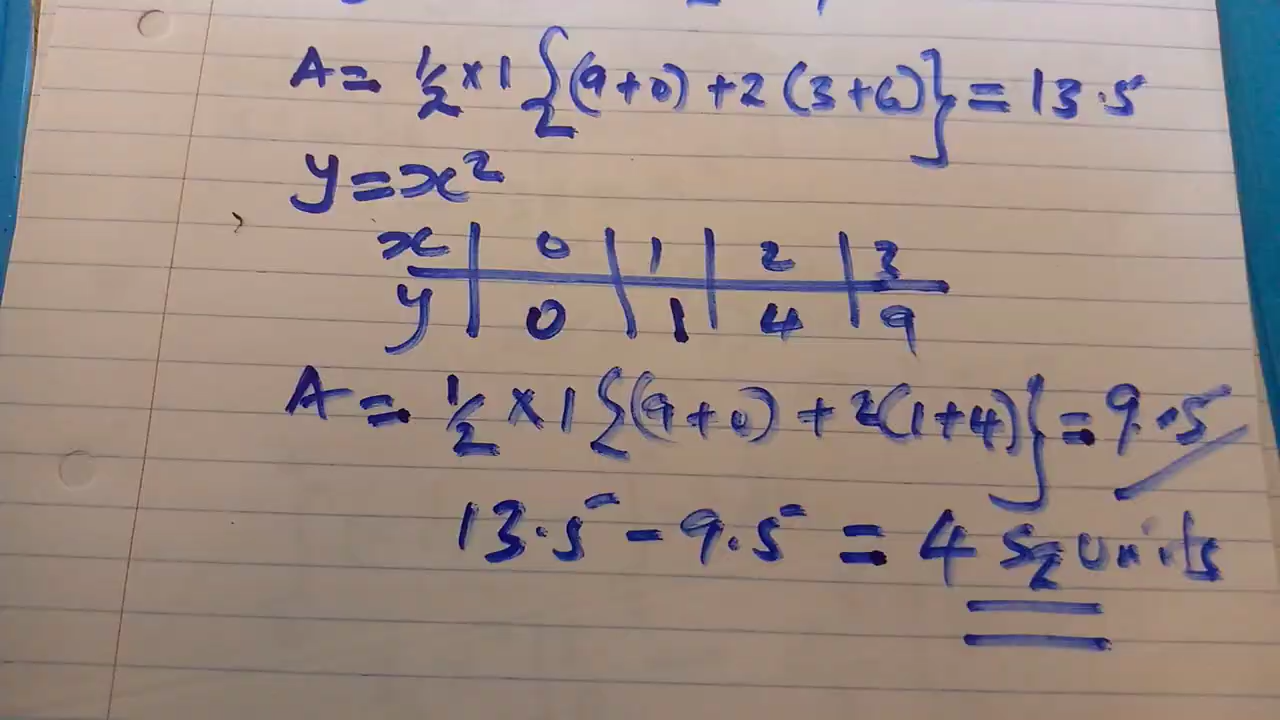 A = ½ × 1 {(9+0) + 2(3+6)} = 13.5
y = x²
x | 0 | 1 | 2 | 3
y | 0 | 1 | 4 | 9
A = ½ × 1 {(9+0) + 2(1+4)} = 9.5
13.5 - 9.5 = 4 sq units